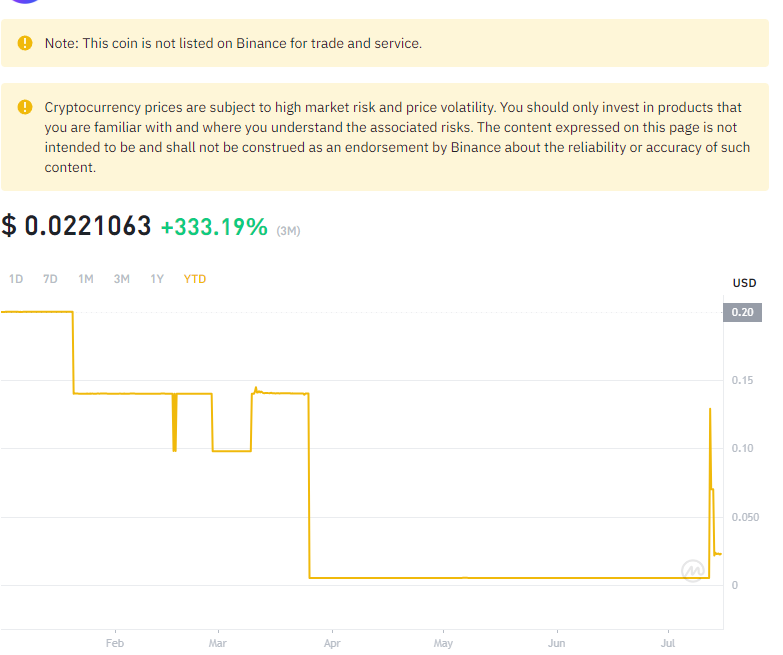 Note: This coin is not listed on Binance for trade and service.
Cryptocurrency prices are subject to high market risk and price volatility. You should only invest in products that
you are familiar with and where you understand the associated risks. The content expressed on this page is not
intended to be and shall not be construed as an endorsement by Binance about the reliability or accuracy of such
content.
$ 0.0221063 +333.19% (3M)
1D 7D 1M 3M 1Y YTD
USD
0.20
0.15
0.10
0.050
0
Feb Mar Apr May Jun Jul